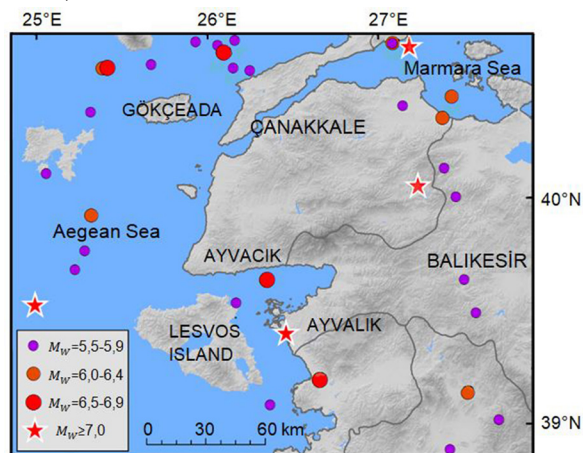 25°E
26°E
27°E
Marmara Sea
GÖKÇEADA
ÇANAKKALE
40°N
Aegean Sea
AYVACIK
BALIKESİR
LESVOS
ISLAND
AYVALIK
Mw=5,5-5,9
Mw=6,0-6,4
Mw=6,5-6,9
Mw≥7,0
0 30 60 km
39°N